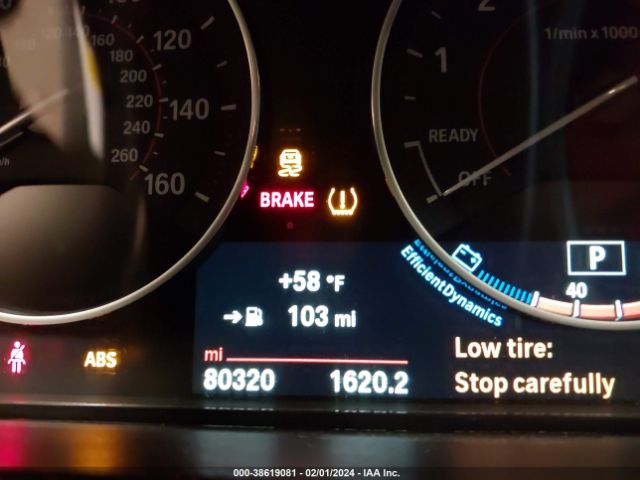 120
140
160
160
180
200
220
240
260
km/h
1
2
1/min x 1000
READY
OFF
BRAKE
+58 °F
103 mi
mi
80320 1620.2
ABS
EfficientDynamics
P
40
Low tire:
Stop carefully
000-38619081 - 02/01/2024 - IAA Inc.